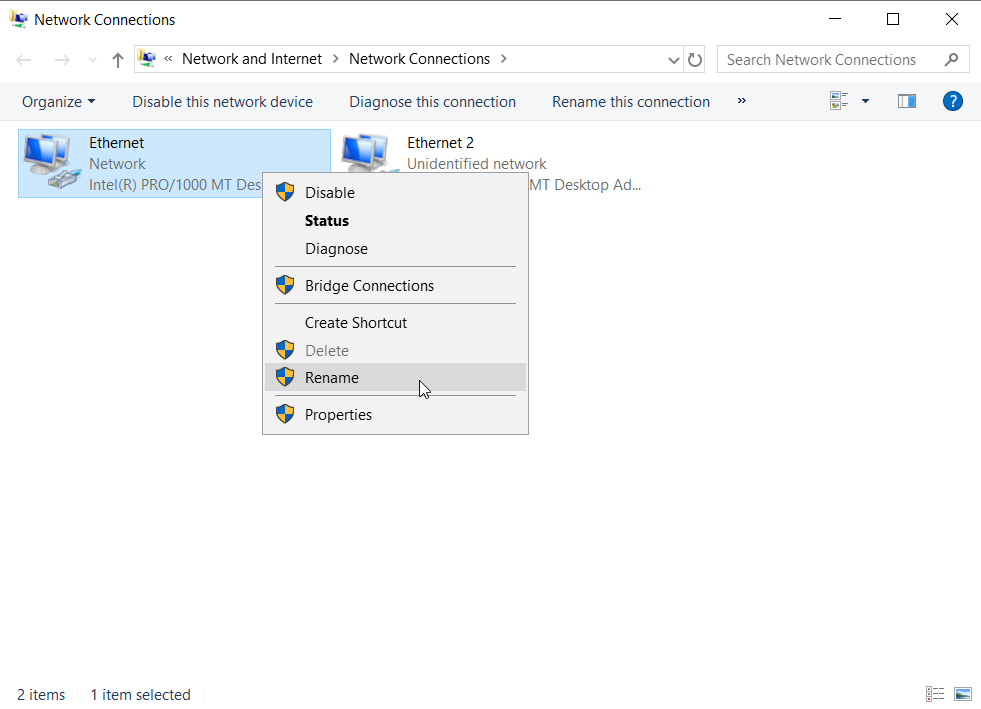 Network Connections
« Network and Internet > Network Connections >
Search Network Connections
Organize
Disable this network device
Diagnose this connection
Rename this connection
»
?
Ethernet
Network
Intel(R) PRO/1000 MT Des
Ethernet 2
Unidentified network
MT Desktop Ad...
Disable
Status
Diagnose
Bridge Connections
Create Shortcut
Delete
Rename
Properties
2 items
1 item selected